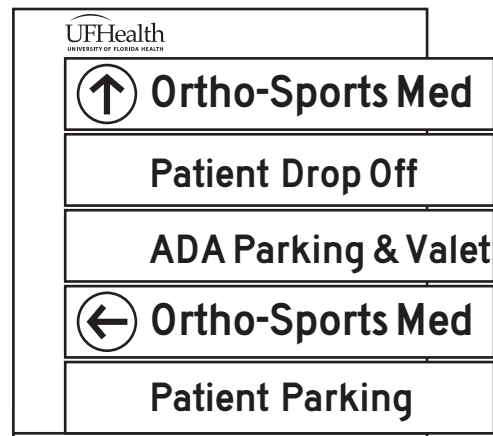 UFHealth
UNIVERSITY OF FLORIDA HEALTH
Ortho-Sports Med
Patient Drop Off
ADA Parking & Valet
Ortho-Sports Med
Patient Parking